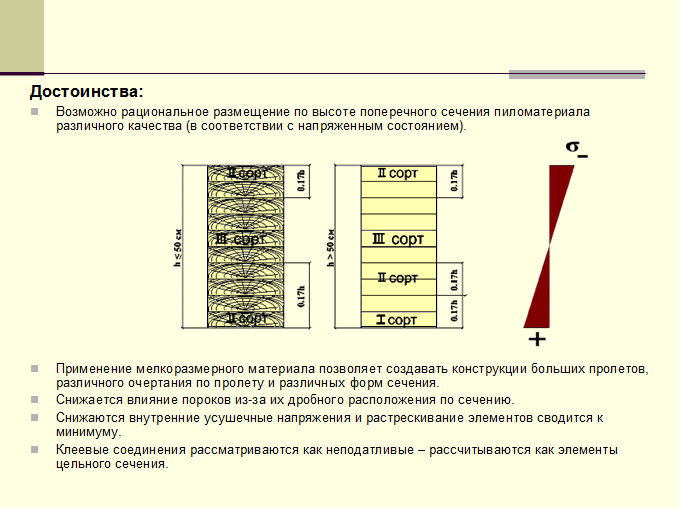 Достоинства:
Возможно рациональное размещение по высоте поперечного сечения пиломатериала
различного качества (в соответствии с напряженным состоянием).
σ
−
II сорт
0.17h
II сорт
0.17h
h ≤ 50 см
III сорт
h > 50 см
III сорт
0.17h
II сорт
0.17h
II сорт
0.17h
I сорт
+
Применение мелкоразмерного материала позволяет создавать конструкции больших пролетов,
различного очертания по пролету и различных форм сечения.
Снижается влияние пороков из-за их дробного расположения по сечению.
Снижаются внутренние усушечные напряжения и растрескивание элементов сводится к
минимуму.
Клеевые соединения рассматриваются как неподатливые – рассчитываются как элементы
цельного сечения.